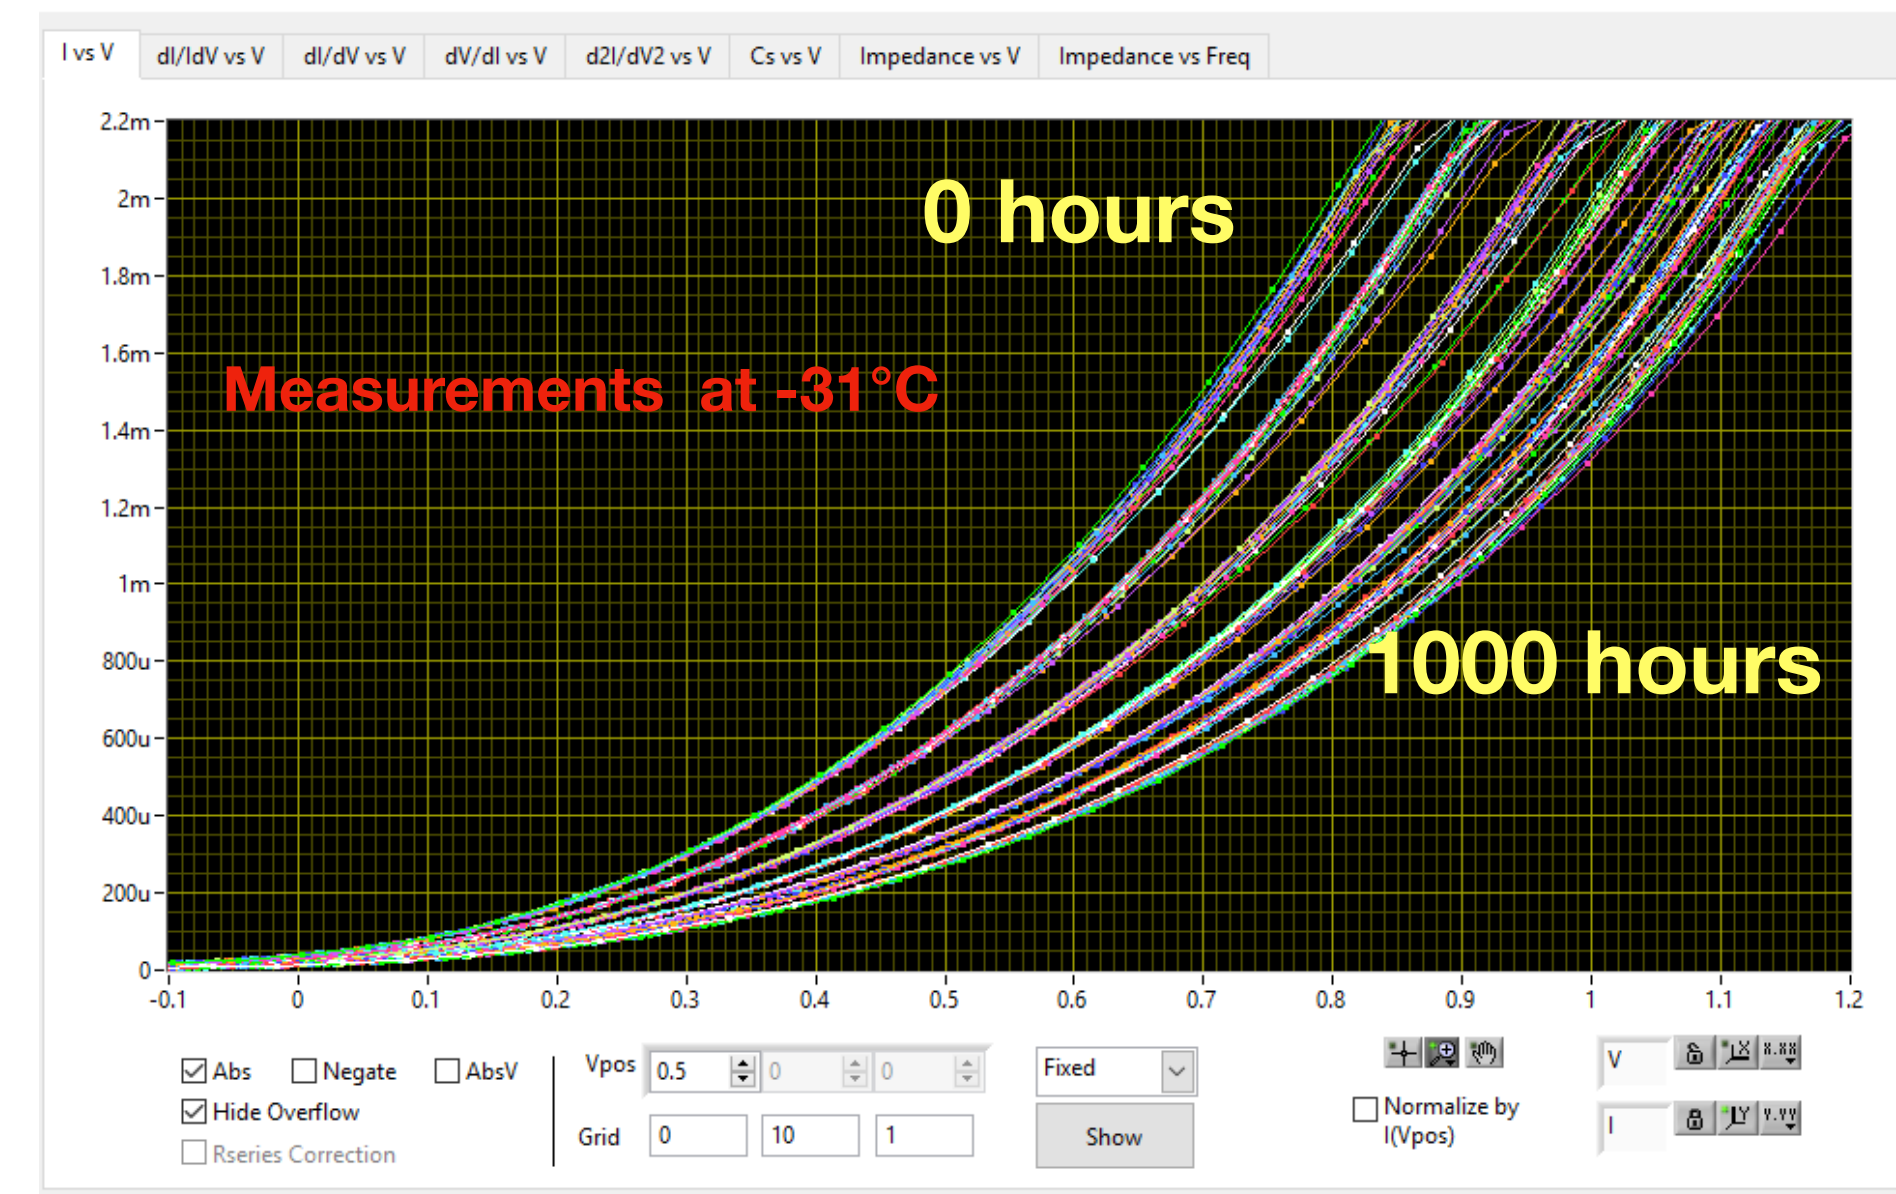 I vs V dI/IdV vs V dI/dV vs V dV/dI vs V d2I/dV2 vs V Cs vs V Impedance vs V Impedance vs Freq
2.2m
2m
1.8m
1.6m
1.4m
1.2m
1m
800u
600u
400u
200u
0
0 hours
Measurements at -31°C
1000 hours
-0.1 0 0.1 0.2 0.3 0.4 0.5 0.6 0.7 0.8 0.9 1 1.1 1.2
Abs Negate AbsV
Hide Overflow
Rseries Correction
Vpos 0.5 0 0
Grid 0 10 1
Fixed
Show
Normalize by
I(Vpos)
V X X.XX
I Y Y.YY